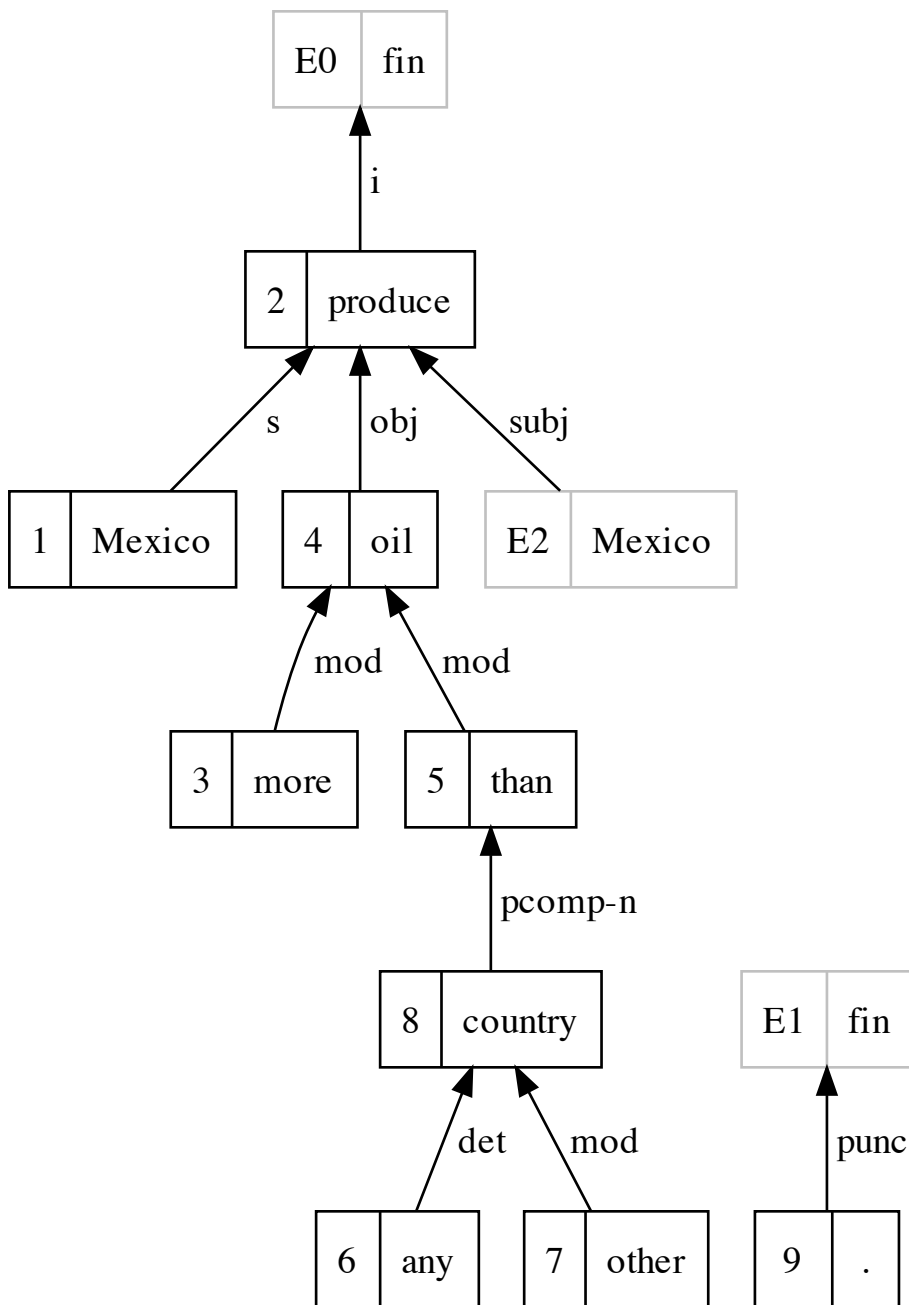 E0 fin
i
2 produce
s obj subj
1 Mexico 4 oil E2 Mexico
mod mod
3 more 5 than
pcomp-n
8 country E1 fin
det mod punc
6 any 7 other 9 .